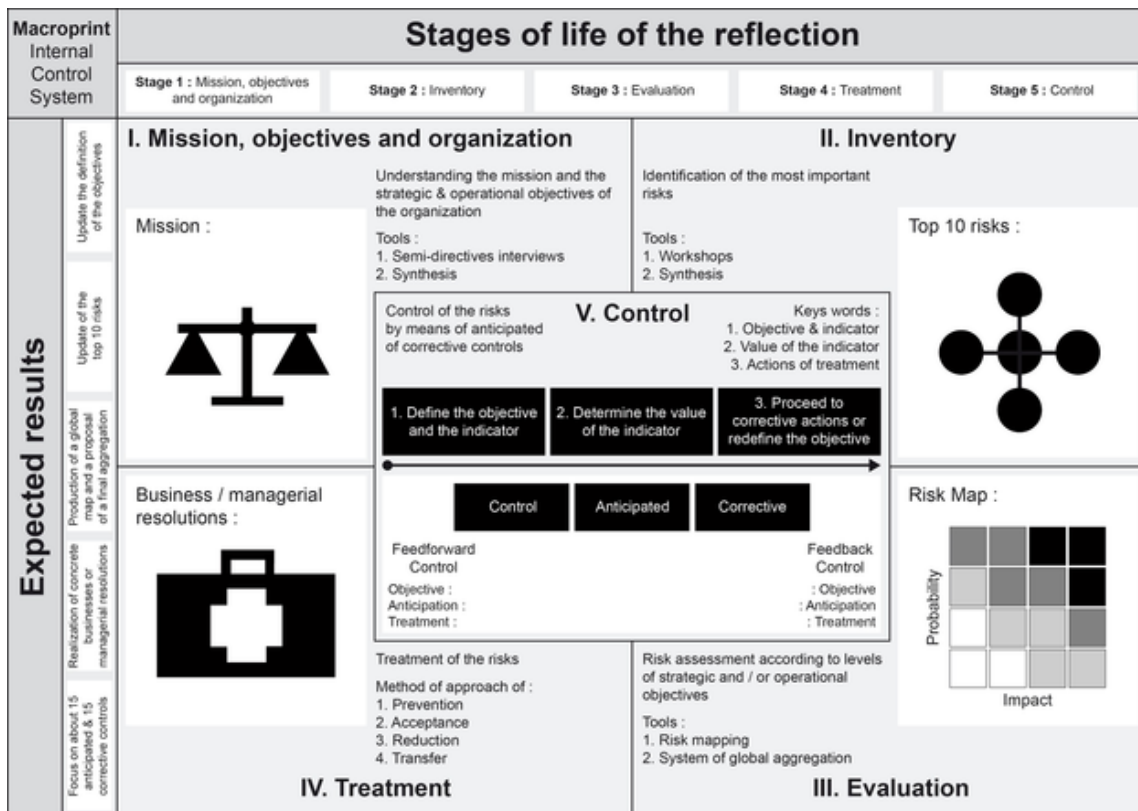 Macroprint
Internal
Control
System
Stages of life of the reflection
Stage 1 : Mission, objectives
and organization
Stage 2 : Inventory
Stage 3 : Evaluation
Stage 4 : Treatment
Stage 5 : Control
Expected results
Update the definition
of the objectives
Update of the
top 10 risks
Production of a global
map and a proposal
of a final aggregation
Realization of concrete
businesses or
managerial resolutions
Focus on about 15
anticipated & 15
corrective controls
I. Mission, objectives and organization
Understanding the mission and the
strategic & operational objectives of
the organization
Tools :
1. Semi-directives interviews
2. Synthesis
Mission :
II. Inventory
Identification of the most important
risks
Tools :
1. Workshops
2. Synthesis
Top 10 risks :
V. Control
Control of the risks
by means of anticipated
of corrective controls
Keys words :
1. Objective & indicator
2. Value of the indicator
3. Actions of treatment
1. Define the objective
and the indicator
2. Determine the value
of the indicator
3. Proceed to
corrective actions or
redefine the objective
Control
Anticipated
Corrective
Feedforward
Control
Objective :
Anticipation :
Treatment :
Feedback
Control
: Objective
: Anticipation
: Treatment
Business / managerial
resolutions :
Treatment of the risks
Method of approach of :
1. Prevention
2. Acceptance
3. Reduction
4. Transfer
IV. Treatment
Risk assessment according to levels
of strategic and / or operational
objectives
Tools :
1. Risk mapping
2. System of global aggregation
III. Evaluation
Risk Map :
Probability
Impact